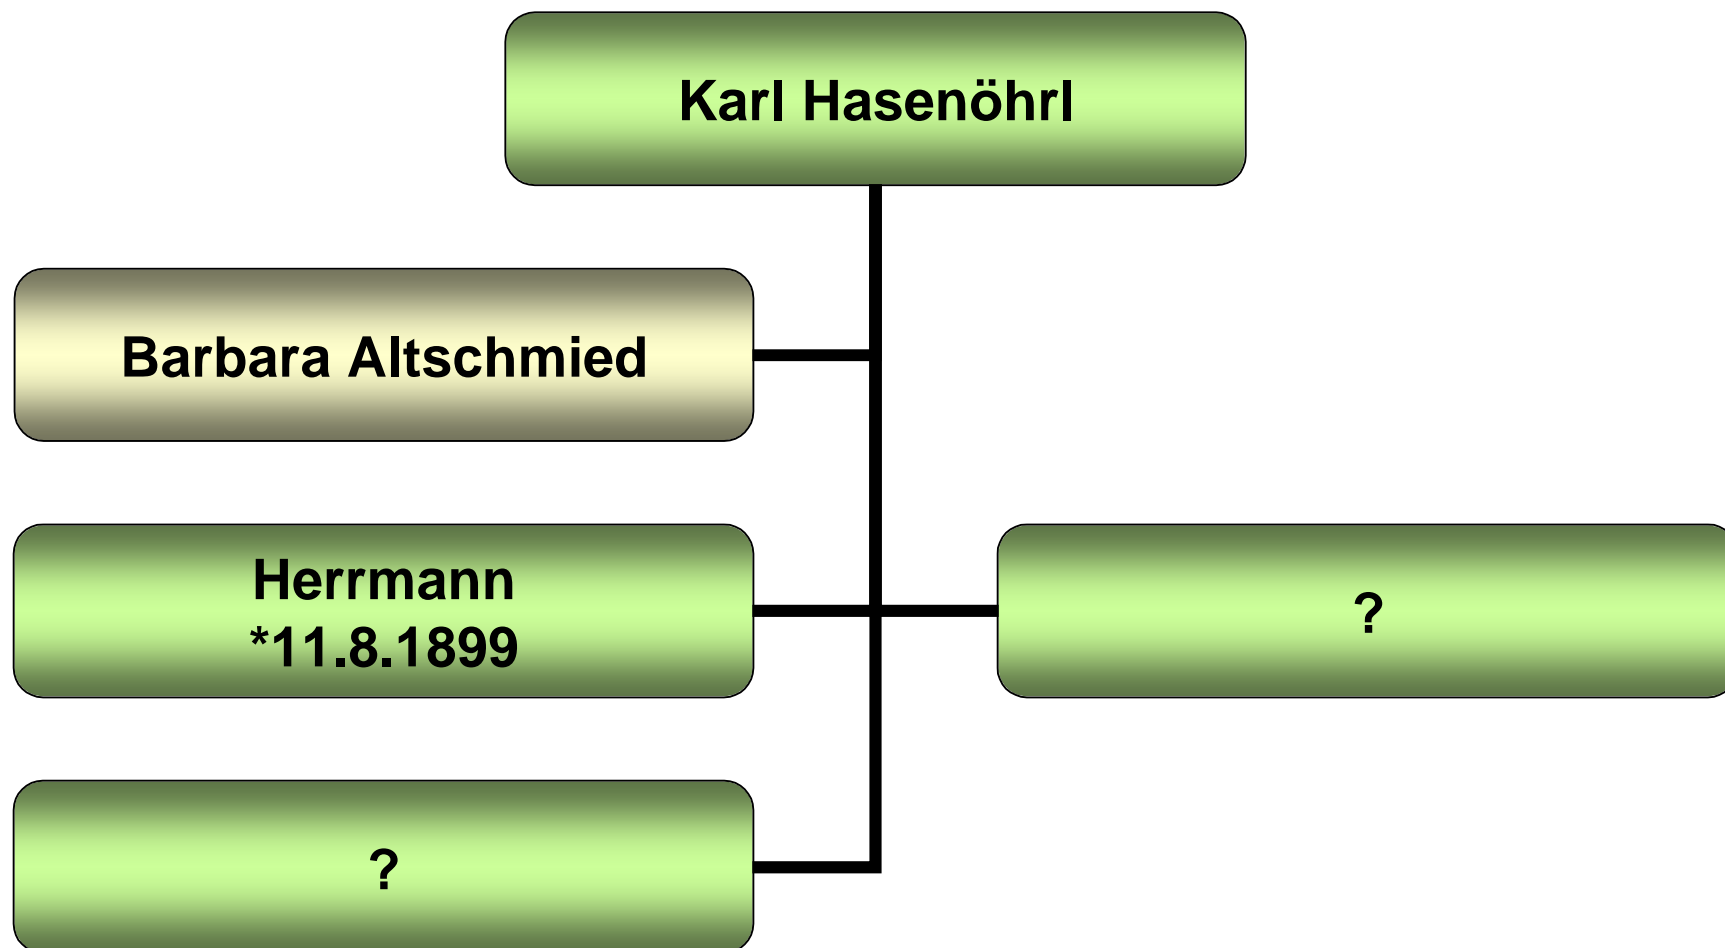 Karl Hasenöhrl
Barbara Altschmied
Herrmann
*11.8.1899
?
?